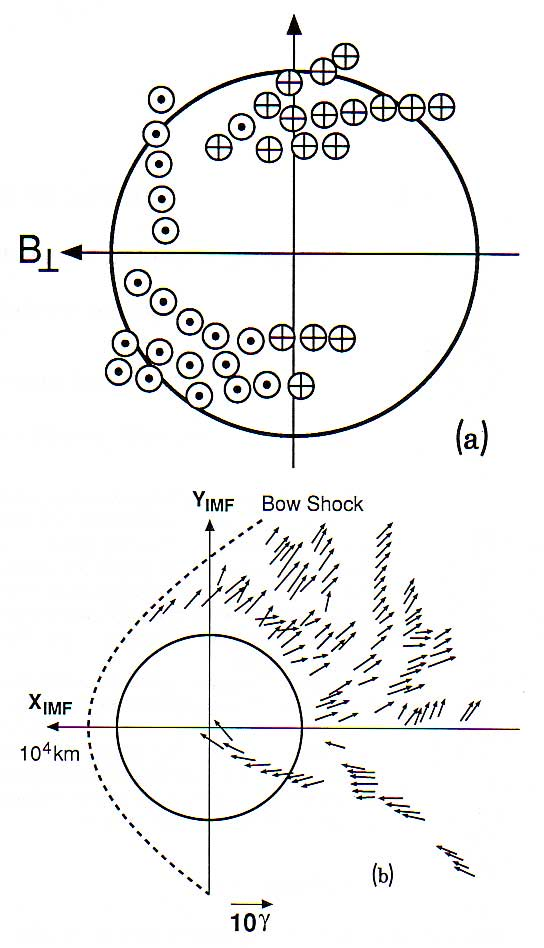 B⊥
(a)
Y_IMF Bow Shock
X_IMF
10⁴km
(b)
10γ